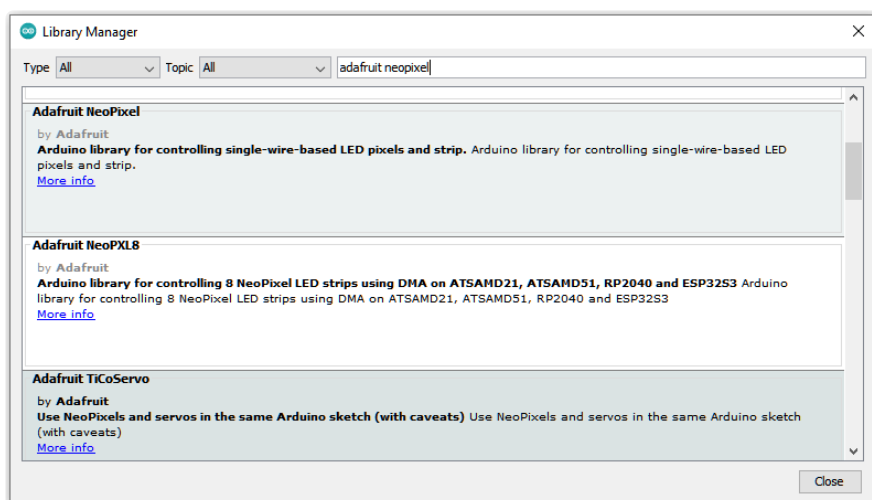 Library Manager
Type All Topic All adafruit neopixel
Adafruit NeoPixel
by Adafruit
Arduino library for controlling single-wire-based LED pixels and strip. Arduino library for controlling single-wire-based LED
pixels and strip.
More info
Adafruit NeoPXL8
by Adafruit
Arduino library for controlling 8 NeoPixel LED strips using DMA on ATSAMD21, ATSAMD51, RP2040 and ESP32S3 Arduino
library for controlling 8 NeoPixel LED strips using DMA on ATSAMD21, ATSAMD51, RP2040 and ESP32S3
More info
Adafruit TiCoServo
by Adafruit
Use NeoPixels and servos in the same Arduino sketch (with caveats) Use NeoPixels and servos in the same Arduino sketch
(with caveats)
More info
Close